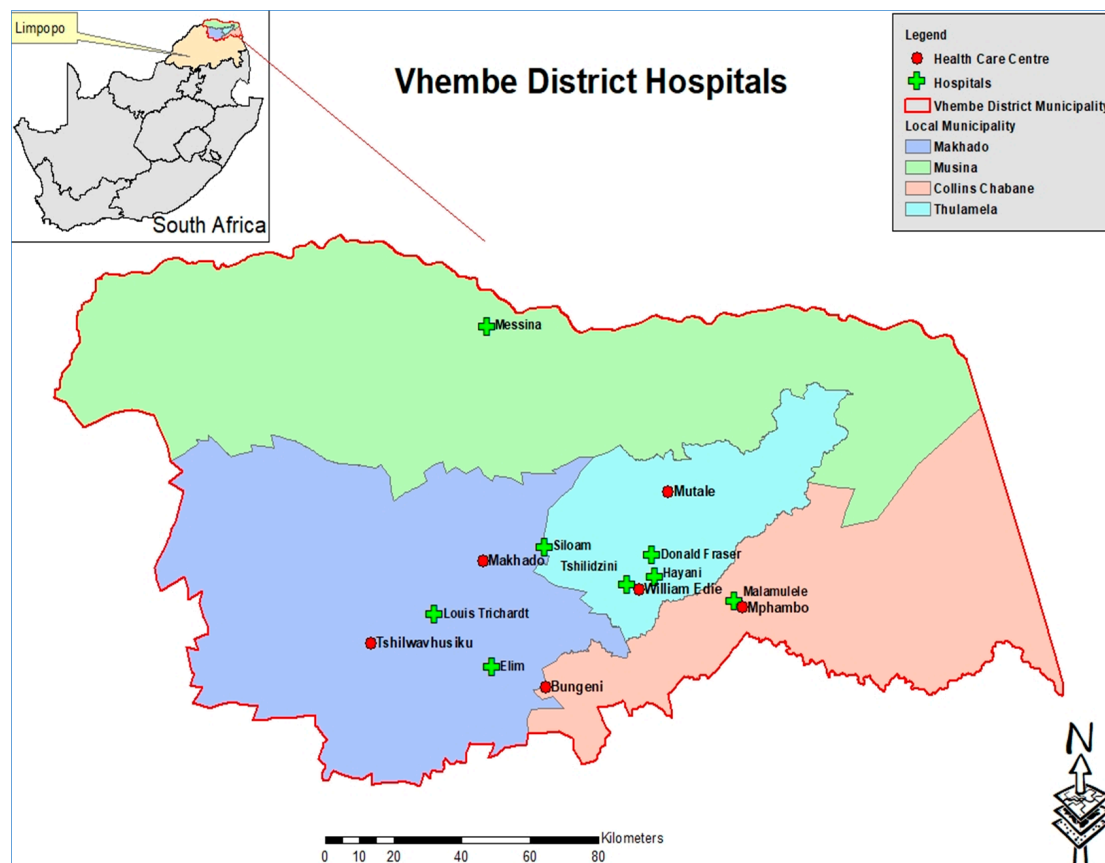 Limpopo
South Africa
Vhembe District Hospitals
Legend
Health Care Centre
Hospitals
Vhembe District Municipality
Local Municipality
Makhado
Musina
Collins Chabane
Thulamela
Messina
Mutale
Siloam
Makhado
Tshilidzini
Donald Fraser
Hayani
William Edie
Malamulele
Mphambo
Louis Trichardt
Tshilwavhusiku
Elim
Bungeni
N
Kilometers
0 10 20 40 60 80